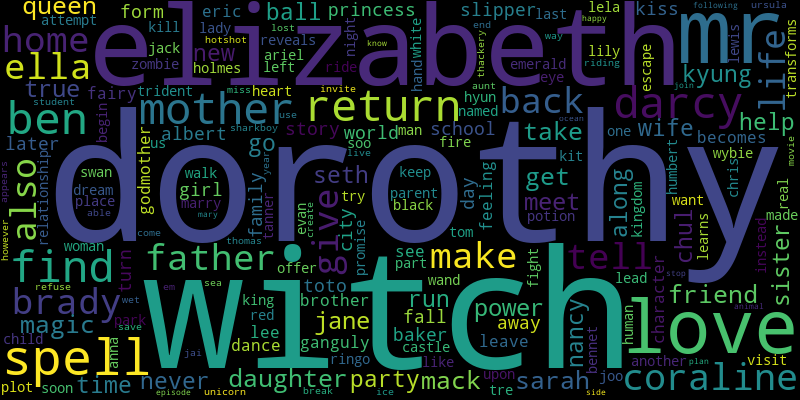 queen form eric ball princess slipper last lela kiss mr life
attempt kill lady elizabeth hotshot lost end way happy following ursula
home jack new reveals night know thackery lily lewis transforms
zombie holmes ariel left ride hand white emerald eye escape kyung
ella true fairy trident miss heart invite aunt riding join
ben student mother return back darcy help
later begin albert us sharkboy use story world man school hyun named fire take wife one becomes wybie
also relationship godmother swan dorothy go year soo live
dream walk girl family tanner seth keep parent black day feeling get kit meet along humbert chris movie
place able marry mary evan create give try city promise tom potion kingdom want real made
appears however woman come thomas father offer see part make tell chul learns instead sister
find turn em sea toto wand fight lead character stop animal
brady wet park king brother run power human friend
magic red jane fall away love
child refuse anna save witch lee dance ganguly baker castle leave nancy bennet another plan visit
spell jai ringo like upon joo
plot soon time never daughter party mack tre sarah coraline
episode unicorn break ice side